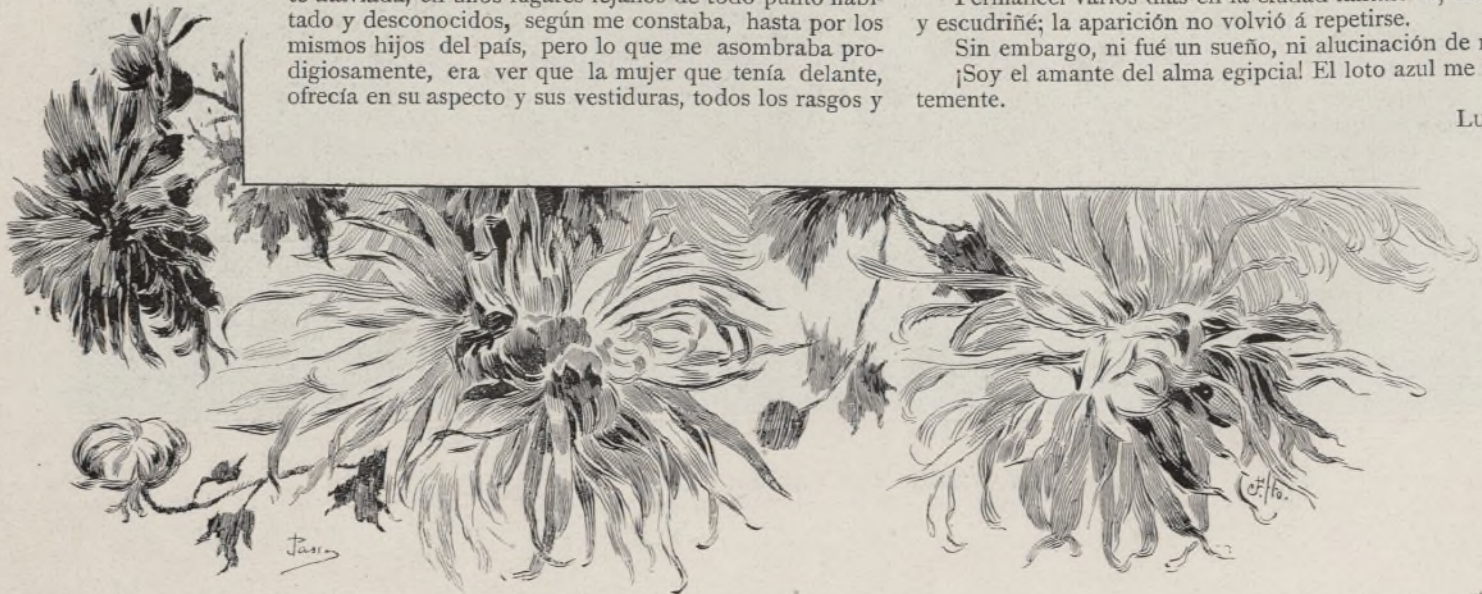 tado y desconocidos, según me constaba, hasta por los
mismos hijos del país, pero lo que me asombraba pro-
digiosamente, era ver que la mujer que tenía delante,
ofrecía en su aspecto y sus vestiduras, todos los rasgos y
y escudriñé; la aparición no volvió á repetirse.
Sin embargo, ni fué un sueño, ni alucinación de
¡Soy el amante del alma egipcia! El loto azul me
temente.
Lu
Passos